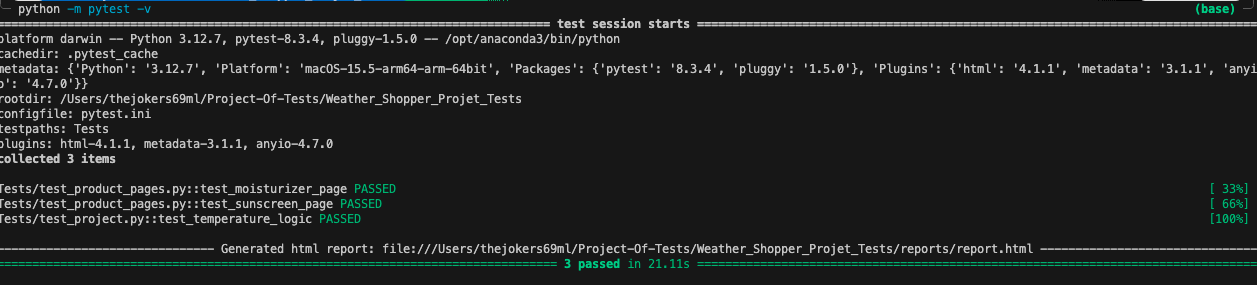 python -m pytest -v (base)
test session starts
platform darwin -- Python 3.12.7, pytest-8.3.4, pluggy-1.5.0 -- /opt/anaconda3/bin/python
cachedir: .pytest_cache
metadata: {'Python': '3.12.7', 'Platform': 'macOS-15.5-arm64-arm-64bit', 'Packages': {'pytest': '8.3.4', 'pluggy': '1.5.0'}, 'Plugins': {'html': '4.1.1', 'metadata': '3.1.1', 'anyi
o': '4.7.0'}}
rootdir: /Users/thejokers69ml/Project-Of-Tests/Weather_Shopper_Projet_Tests
configfile: pytest.ini
testpaths: Tests
plugins: html-4.1.1, metadata-3.1.1, anyio-4.7.0
collected 3 items
Tests/test_product_pages.py::test_moisturizer_page PASSED [ 33%]
Tests/test_product_pages.py::test_sunscreen_page PASSED [ 66%]
Tests/test_project.py::test_temperature_logic PASSED [100%]
Generated html report: file:///Users/thejokers69ml/Project-Of-Tests/Weather_Shopper_Projet_Tests/reports/report.html
3 passed in 21.11s